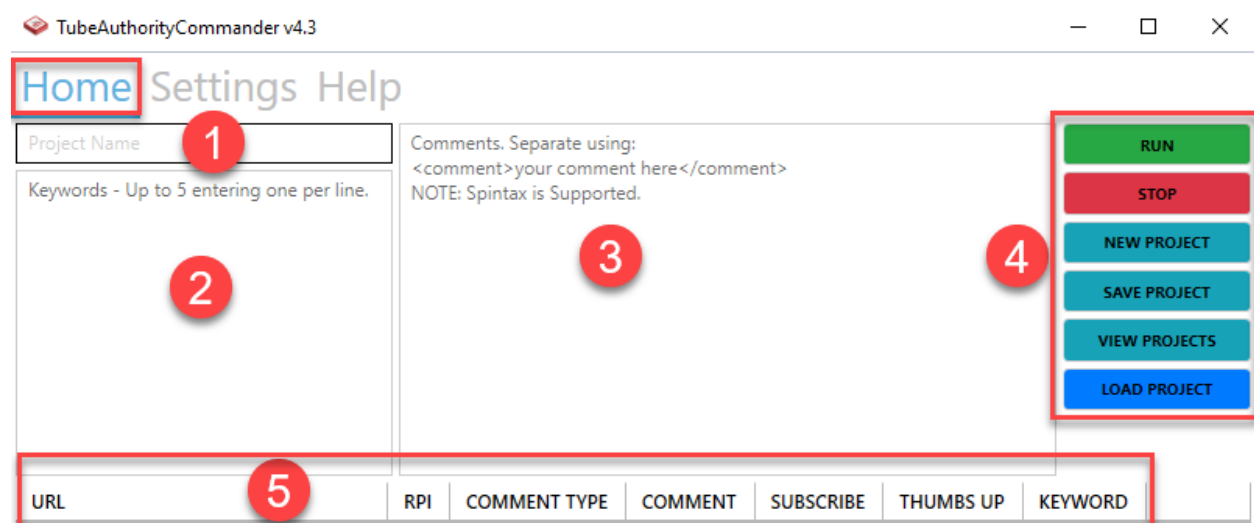 TubeAuthorityCommander v4.3
Home Settings Help
Project Name
1
Keywords - Up to 5 entering one per line.
2
Comments. Separate using:
<comment>your comment here</comment>
NOTE: Spintax is Supported.
3
4
RUN
STOP
NEW PROJECT
SAVE PROJECT
VIEW PROJECTS
LOAD PROJECT
5
URL RPI COMMENT TYPE COMMENT SUBSCRIBE THUMBS UP KEYWORD